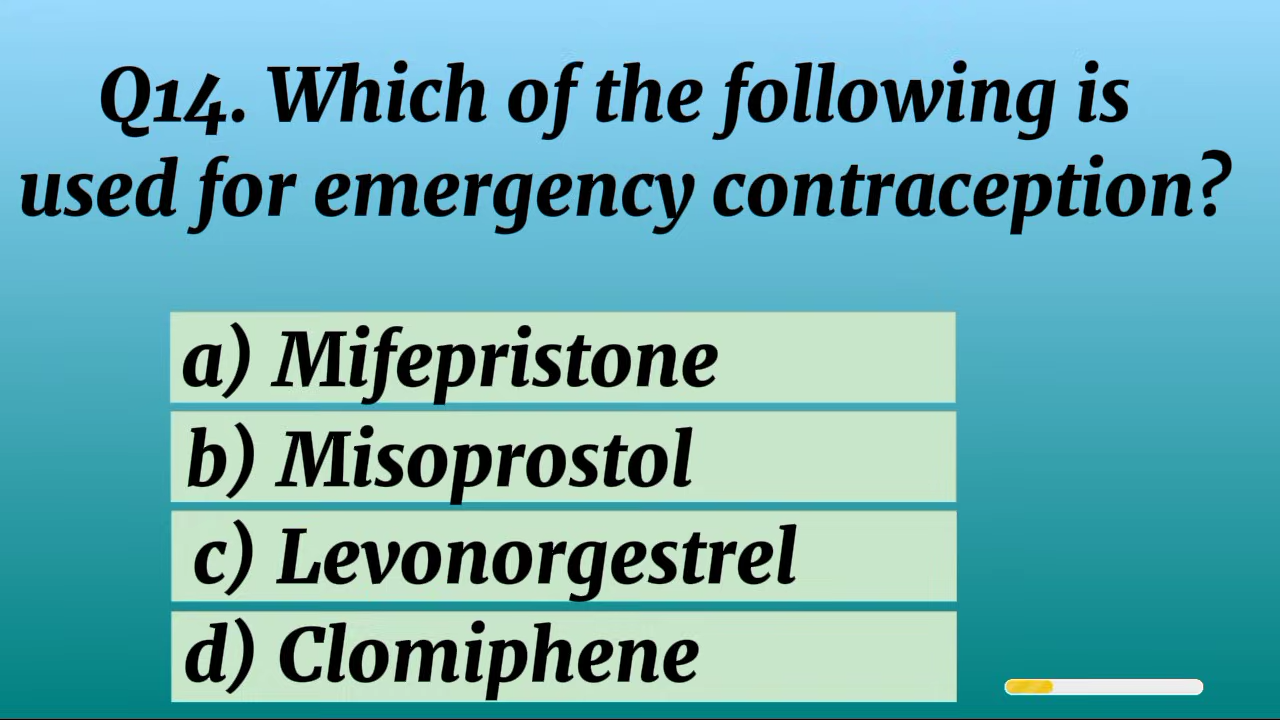 Q14. Which of the following is
used for emergency contraception?
a) Mifepristone
b) Misoprostol
c) Levonorgestrel
d) Clomiphene